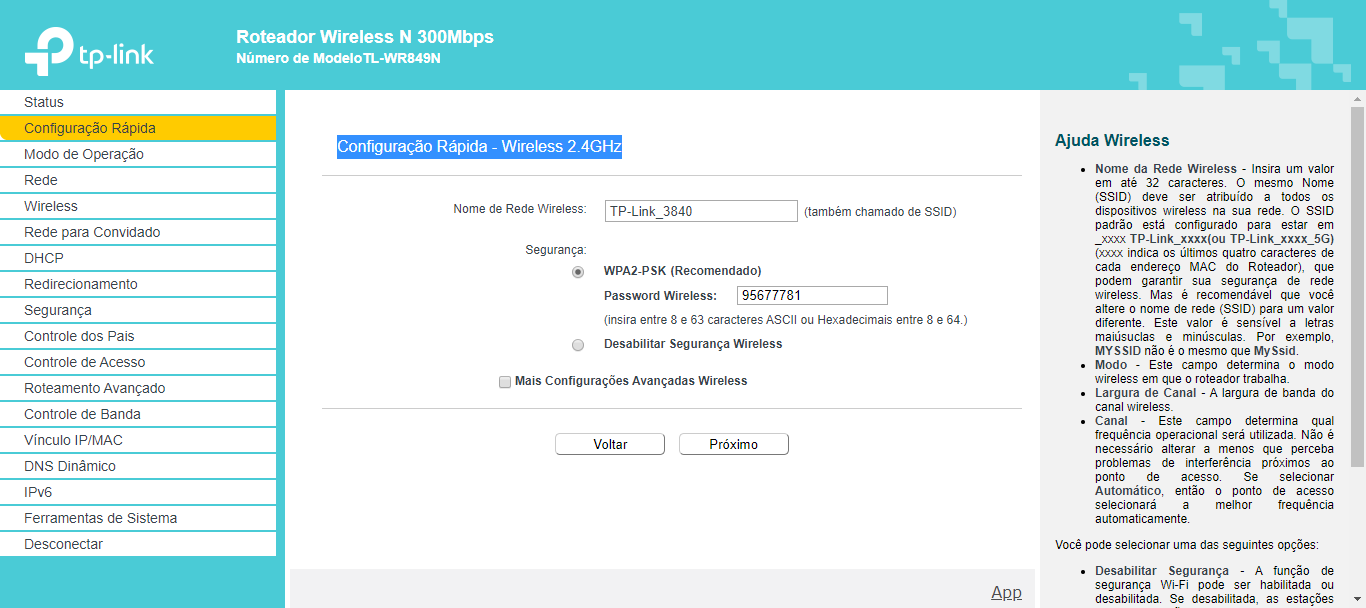 tp-link
Roteador Wireless N 300Mbps
Número de ModeloTL-WR849N
Status
Configuração Rápida
Modo de Operação
Rede
Wireless
Rede para Convidado
DHCP
Redirecionamento
Segurança
Controle dos Pais
Controle de Acesso
Roteamento Avançado
Controle de Banda
Vínculo IP/MAC
DNS Dinâmico
IPv6
Ferramentas de Sistema
Desconectar
Configuração Rápida - Wireless 2.4GHz
Nome de Rede Wireless: TP-Link_3840 (também chamado de SSID)
Segurança:
WPA2-PSK (Recomendado)
Password Wireless: 95677781
(insira entre 8 e 63 caracteres ASCII ou Hexadecimais entre 8 e 64.)
Desabilitar Segurança Wireless
Mais Configurações Avançadas Wireless
Voltar Próximo
App
Ajuda Wireless
Nome da Rede Wireless - Insira um valor
em até 32 caracteres. O mesmo Nome
(SSID) deve ser atribuído a todos os
dispositivos wireless na sua rede. O SSID
padrão está configurado para estar em
_xxxx TP-Link_xxxx(ou TP-Link_xxxx_5G)
(xxxx indica os últimos quatro caracteres de
cada endereço MAC do Roteador), que
podem garantir sua segurança de rede
wireless. Mas é recomendável que você
altere o nome de rede (SSID) para um valor
diferente. Este valor é sensível a letras
maiúsuclas e minúsculas. Por exemplo,
MYSSID não é o mesmo que MySsid.
Modo - Este campo determina o modo
wireless em que o roteador trabalha.
Largura de Canal - A largura de banda do
canal wireless.
Canal - Este campo determina qual
frequência operacional será utilizada. Não é
necessário alterar a menos que perceba
problemas de interferência próximos ao
ponto de acesso. Se selecionar
Automático, então o ponto de acesso
selecionará a melhor frequência
automaticamente.
Você pode selecionar uma das seguintes opções:
Desabilitar Segurança - A função de
segurança Wi-Fi pode ser habilitada ou
desabilitada. Se desabilitada, as estações